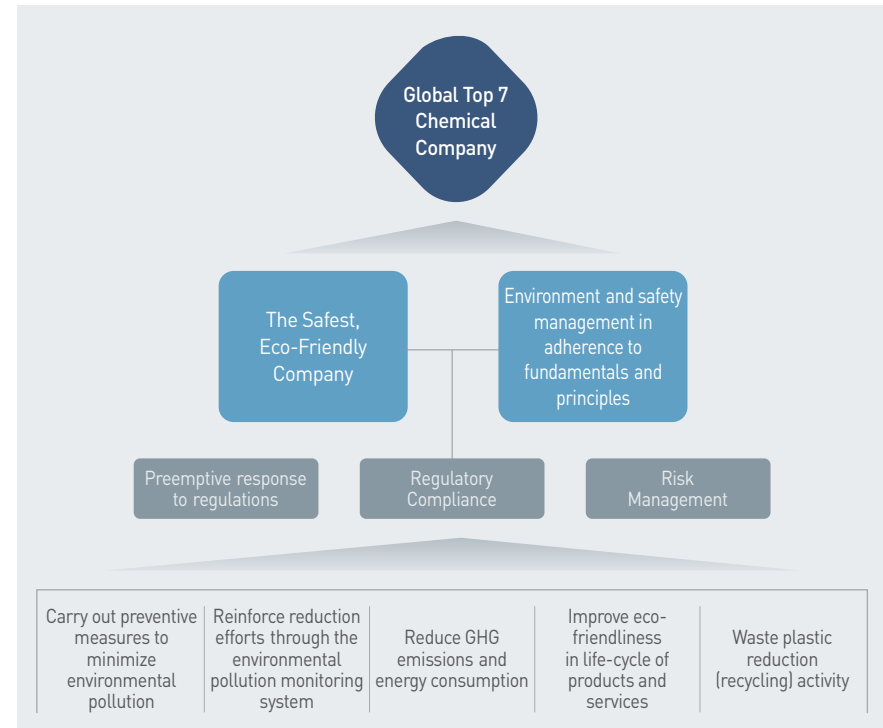 Global Top 7
Chemical
Company
The Safest,
Eco-Friendly
Company
Environment and safety
management in
adherence to
fundamentals and
principles
Preemptive response
to regulations
Regulatory
Compliance
Risk
Management
Carry out preventive
measures to
minimize
environmental
pollution
Reinforce reduction
efforts through the
environmental
pollution monitoring
system
Reduce GHG
emissions and
energy consumption
Improve eco-
friendliness
in life-cycle of
products and
services
Waste plastic
reduction
(recycling) activity